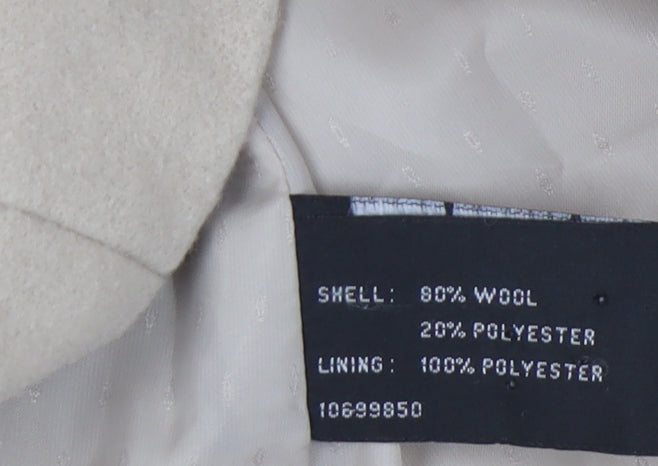 SHELL: 80% WOOL
20% POLYESTER
LINING: 100% POLYESTER
10699850